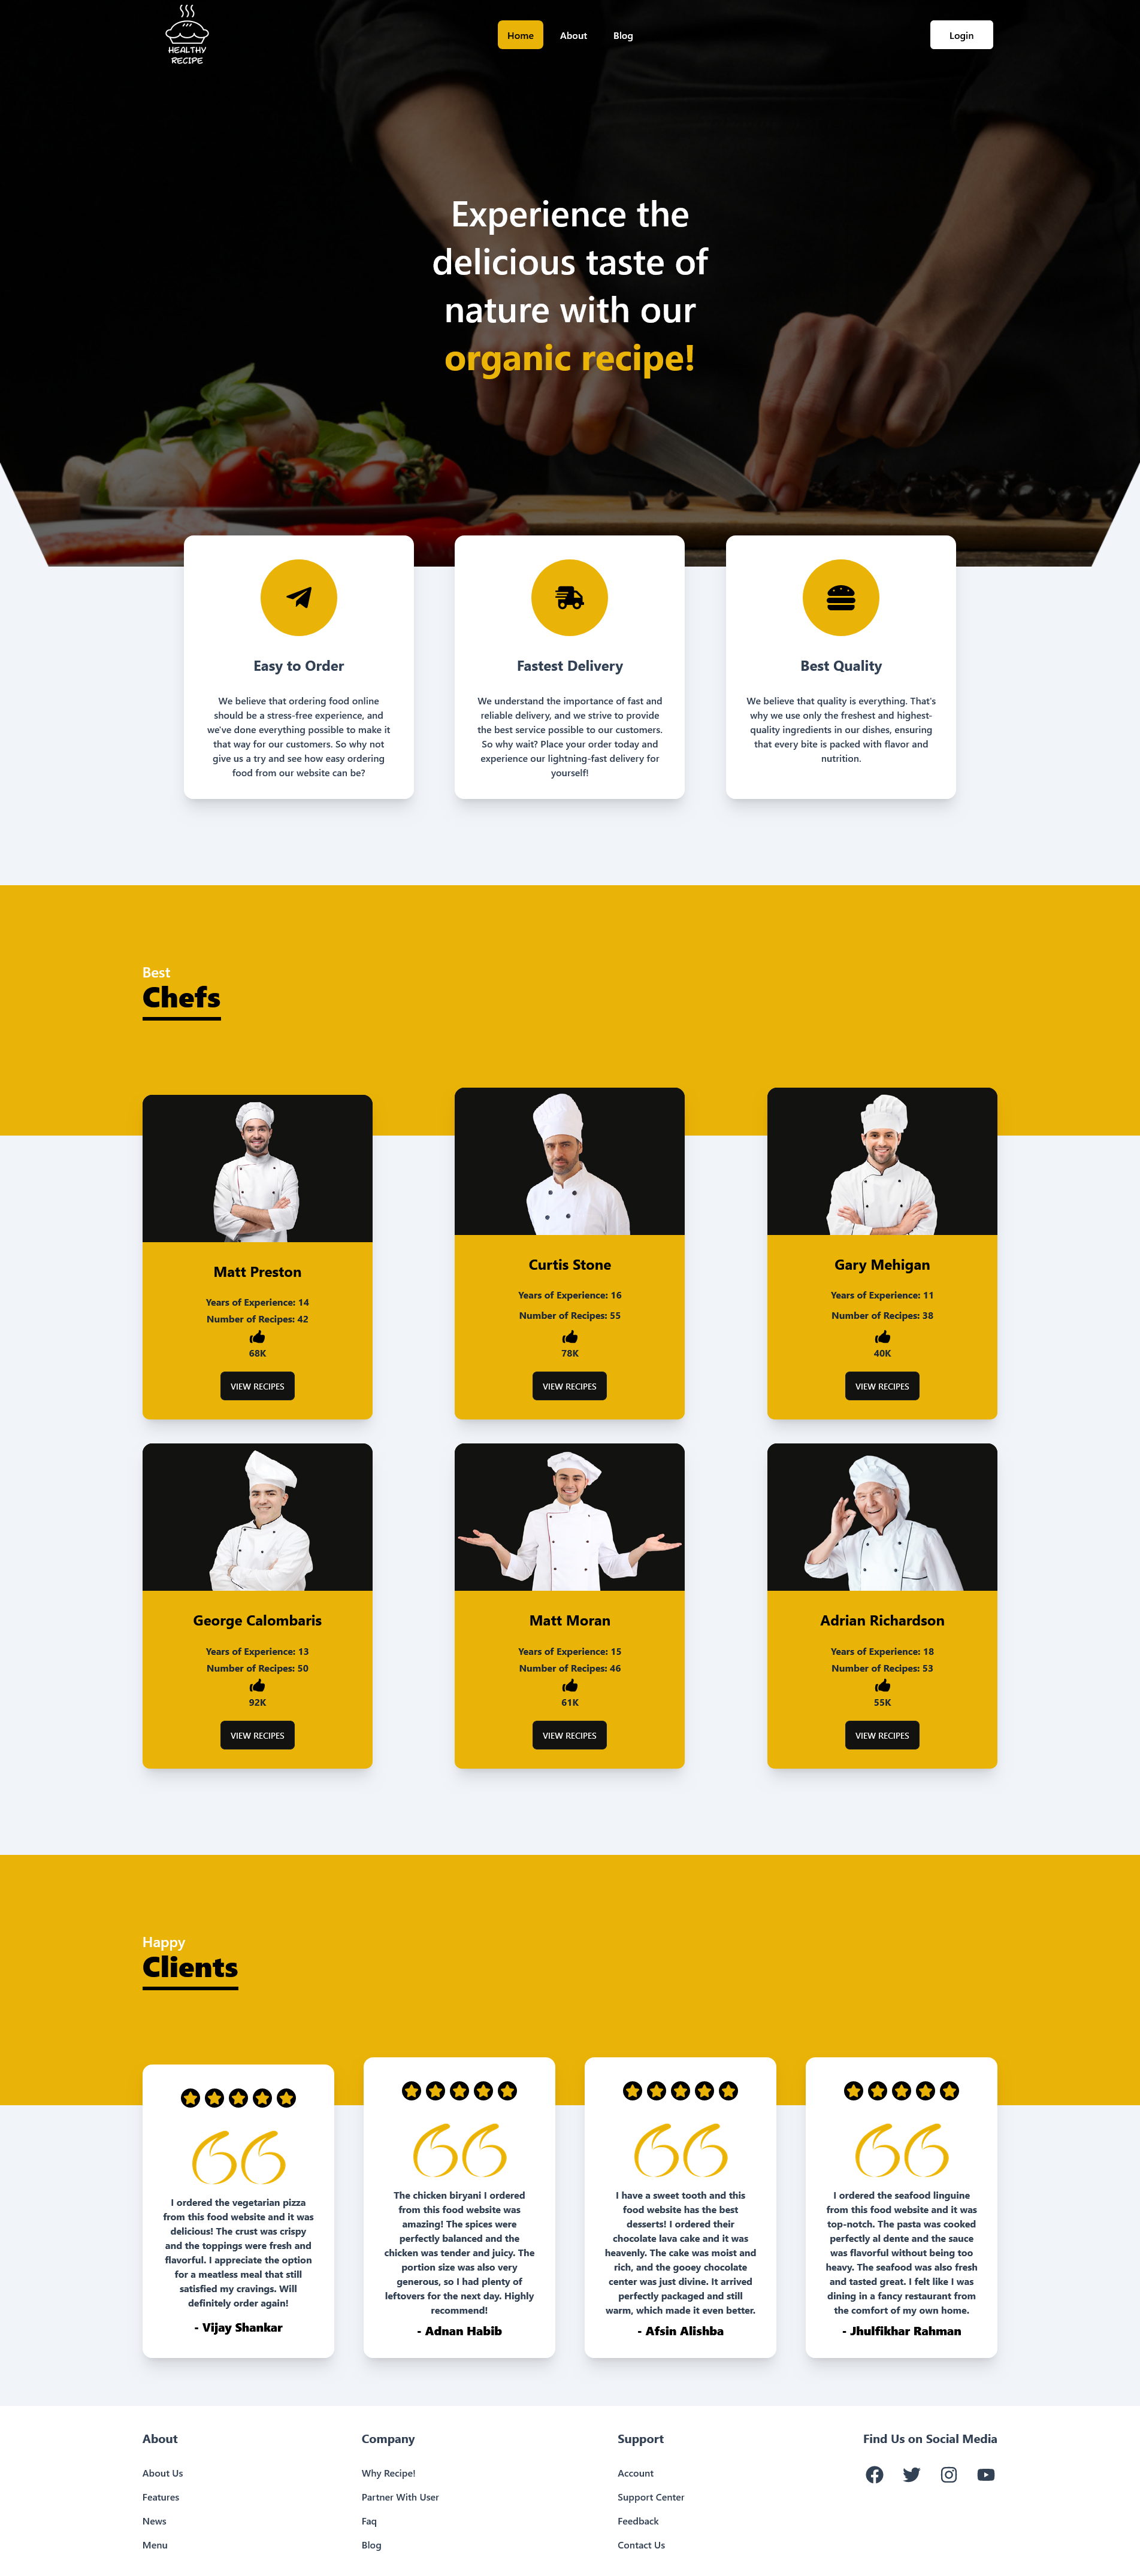 HEALTHY
RECIPE
Home About Blog
Login
Experience the
delicious taste of
nature with our
organic recipe!
Easy to Order
We believe that ordering food online
should be a stress-free experience, and
we've done everything possible to make it
that way for our customers. So why not
give us a try and see how easy ordering
food from our website can be?
Fastest Delivery
We understand the importance of fast and
reliable delivery, and we strive to provide
the best service possible to our customers.
So why wait? Place your order today and
experience our lightning-fast delivery for
yourself!
Best Quality
We believe that quality is everything. That's
why we use only the freshest and highest-
quality ingredients in our dishes, ensuring
that every bite is packed with flavor and
nutrition.
Best
Chefs
Matt Preston
Years of Experience: 14
Number of Recipes: 42
68K
VIEW RECIPES
Curtis Stone
Years of Experience: 16
Number of Recipes: 55
78K
VIEW RECIPES
Gary Mehigan
Years of Experience: 11
Number of Recipes: 38
40K
VIEW RECIPES
George Calombaris
Years of Experience: 13
Number of Recipes: 50
92K
VIEW RECIPES
Matt Moran
Years of Experience: 15
Number of Recipes: 46
61K
VIEW RECIPES
Adrian Richardson
Years of Experience: 18
Number of Recipes: 53
55K
VIEW RECIPES
Happy
Clients
I ordered the vegetarian pizza
from this food website and it was
delicious! The crust was crispy
and the toppings were fresh and
flavorful. I appreciate the option
for a meatless meal that still
satisfied my cravings. Will
definitely order again!
- Vijay Shankar
The chicken biryani I ordered
from this food website was
amazing! The spices were
perfectly balanced and the
chicken was tender and juicy. The
portion size was also very
generous, so I had plenty of
leftovers for the next day. Highly
recommend!
- Adnan Habib
I have a sweet tooth and this
food website has the best
desserts! I ordered their
chocolate lava cake and it was
heavenly. The cake was moist and
rich, and the gooey chocolate
center was just divine. It arrived
perfectly packaged and still
warm, which made it even better.
- Afsin Alishba
I ordered the seafood linguine
from this food website and it was
top-notch. The pasta was cooked
perfectly al dente and the sauce
was flavorful without being too
heavy. The seafood was also fresh
and tasted great. I felt like I was
dining in a fancy restaurant from
the comfort of my own home.
- Jhulfikhar Rahman
About
About Us
Features
News
Menu
Company
Why Recipe!
Partner With User
Faq
Blog
Support
Account
Support Center
Feedback
Contact Us
Find Us on Social Media